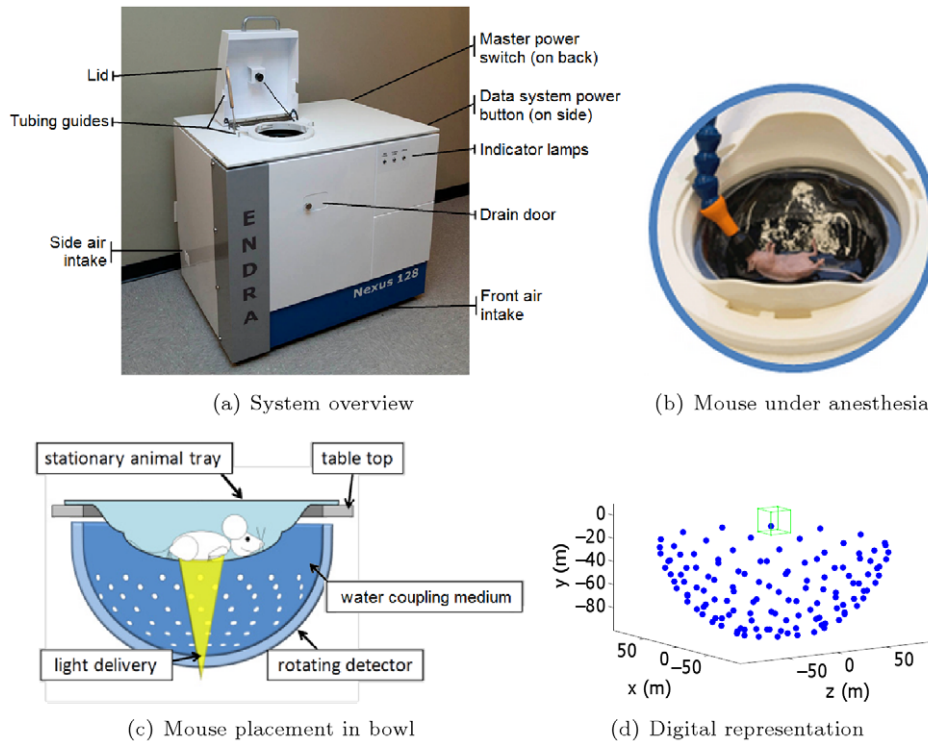 Lid
Tubing guides
Side air
intake
Master power
switch (on back)
Data system power
button (on side)
Indicator lamps
Drain door
Front air
intake
ENDRA
Nexus 128
(a) System overview
(b) Mouse under anesthesia
stationary animal tray
table top
water coupling medium
light delivery
rotating detector
(c) Mouse placement in bowl
0
−20
−40
−60
−80
y (m)
50
0
−50
x (m)
−50
0
50
z (m)
(d) Digital representation